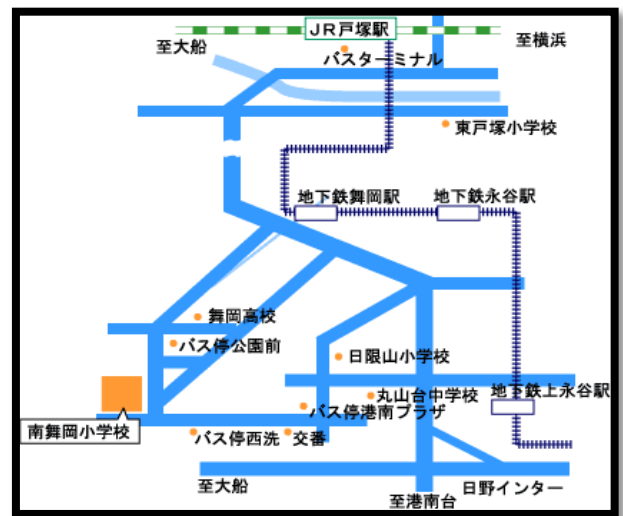 JR戸塚駅
至大船
至横浜
バスターミナル
東戸塚小学校
地下鉄舞岡駅
地下鉄永谷駅
舞岡高校
バス停公園前
日限山小学校
丸山台中学校
地下鉄上永谷駅
バス停港南プラザ
南舞岡小学校
バス停西洗
交番
至大船
日野インター
至港南台